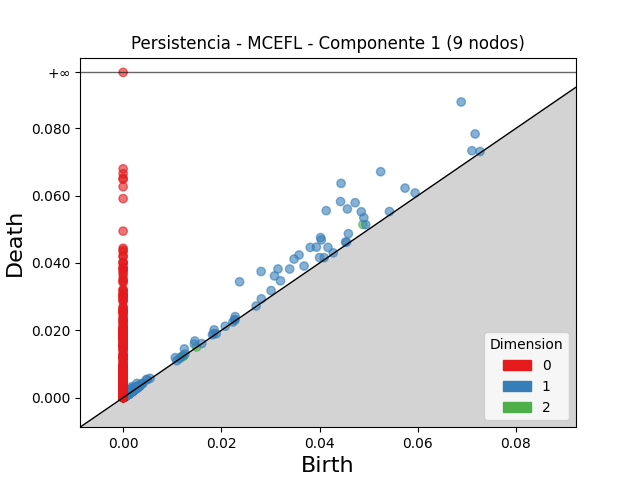 Persistencia - MCEFL - Componente 1 (9 nodos)
+∞
0.080
0.060
0.040
0.020
0.000
Death
0.00 0.02 0.04 0.06 0.08
Birth
Dimension
0
1
2